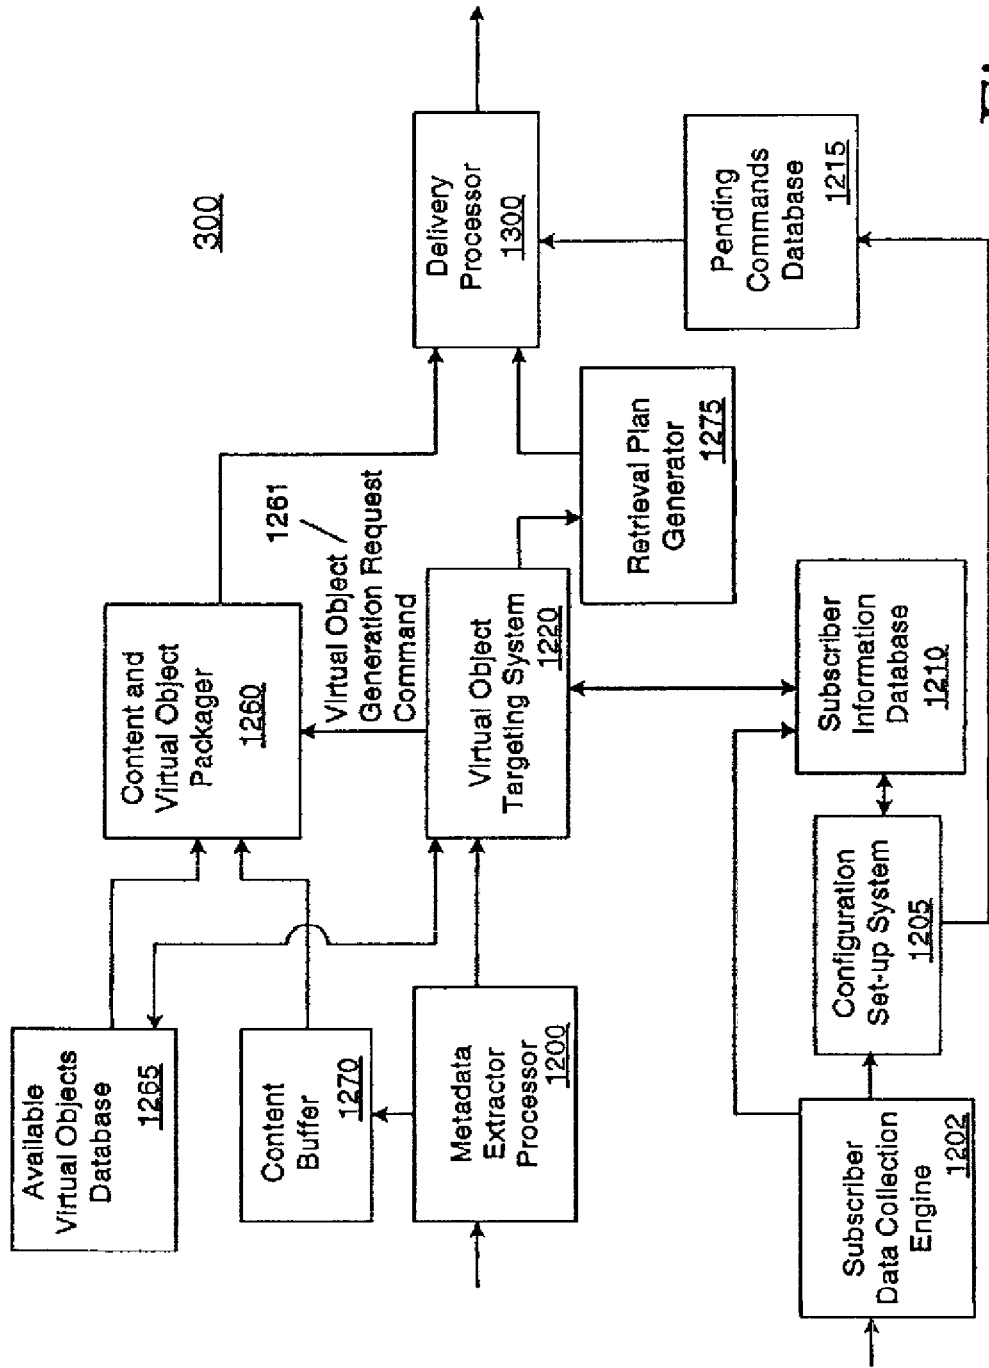 300
Available
Virtual Objects
Database
1265
Content
Buffer
1270
Metadata
Extractor
Processor
1200
Content and
Virtual Object
Packager
1260
1261
Virtual Object
Generation Request
Command
Virtual Object
Targeting System
1220
Retrieval Plan
Generator
1275
Delivery
Processor
1300
Pending
Commands
Database
1215
Subscriber
Data Collection
Engine
1202
Configuration
Set-up System
1205
Subscriber
Information
Database
1210